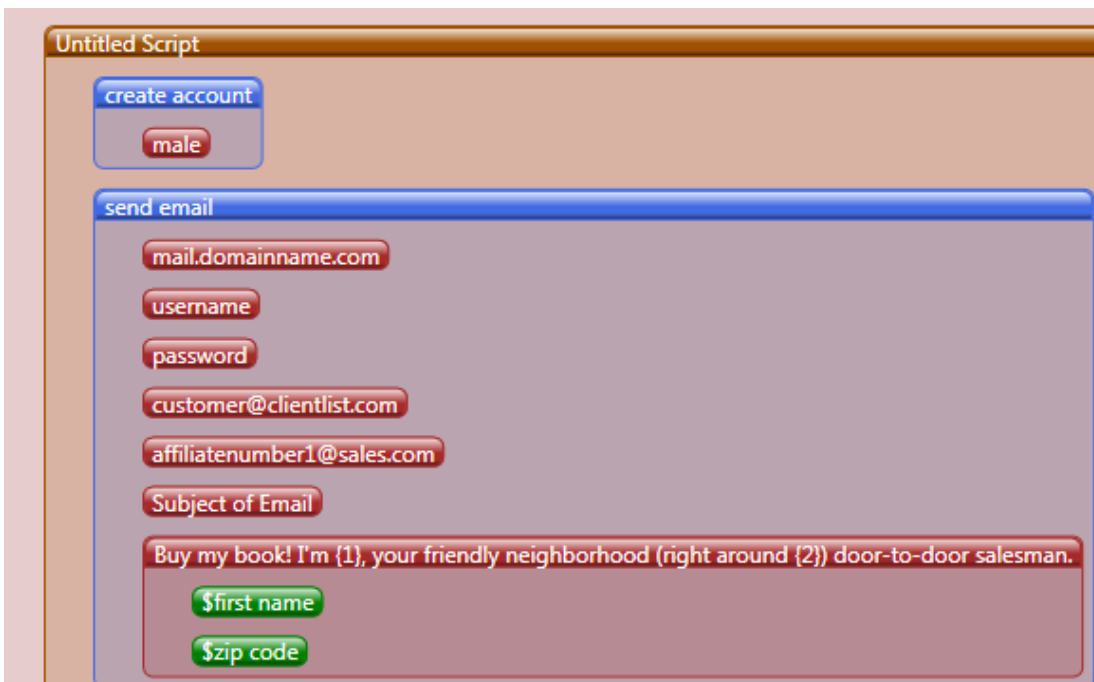 Untitled Script
create account
male
send email
mail.domainname.com
username
password
customer@clientlist.com
affiliatenumber1@sales.com
Subject of Email
Buy my book! I'm {1}, your friendly neighborhood (right around {2}) door-to-door salesman.
$first name
$zip code